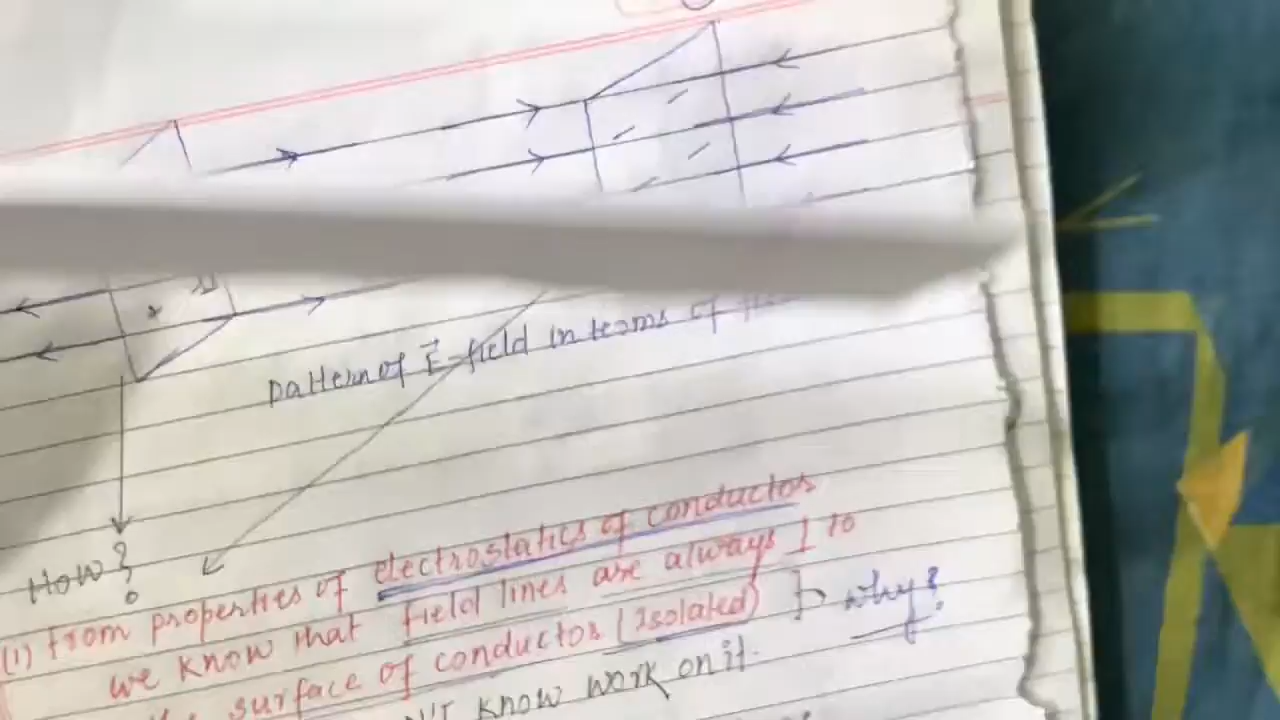 pattern of E-field in terms of
How?
(1) From properties of electrostatics of conductor
we know that field lines are always ⊥ to
surface of conductor (Isolated) } why?
know work on it.